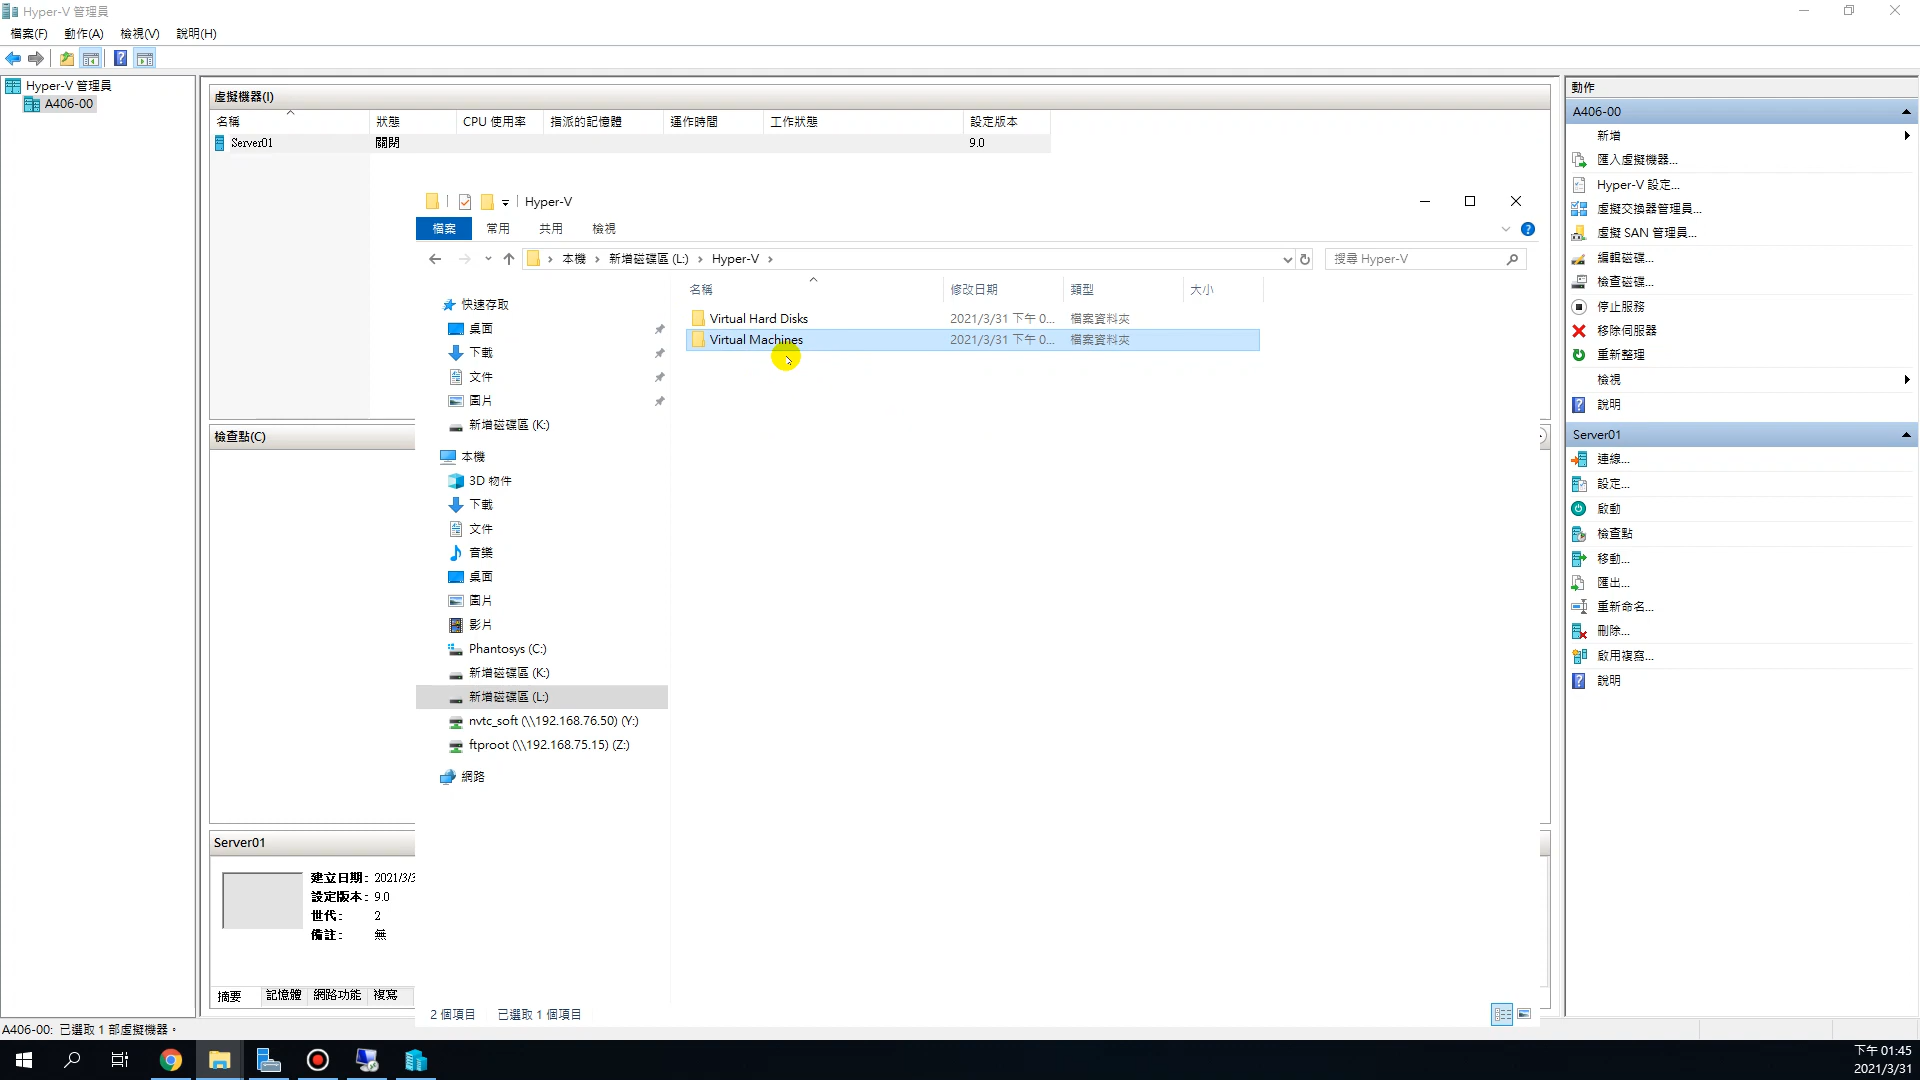 Hyper-V 管理員
檔案(F) 動作(A) 檢視(V) 說明(H)
Hyper-V 管理員
A406-00
虛擬機器(I)
名稱 狀態 CPU 使用率 指派的記憶體 運作時間 工作狀態 設定版本
Server01 關閉 9.0
檢查點(C)
Server01
建立日期: 2021/3/3
設定版本: 9.0
世代: 2
備註: 無
摘要 記憶體 網路功能 複寫
A406-00: 已選取 1 部虛擬機器。
Hyper-V
檔案 常用 共用 檢視
本機 新增磁碟區 (L:) Hyper-V
搜尋 Hyper-V
快速存取
桌面
下載
文件
圖片
新增磁碟區 (K:)
本機
3D 物件
下載
文件
音樂
桌面
圖片
影片
Phantosys (C:)
新增磁碟區 (K:)
新增磁碟區 (L:)
nvtc_soft (\\192.168.76.50) (Y:)
ftproot (\\192.168.75.15) (Z:)
網路
名稱 修改日期 類型 大小
Virtual Hard Disks 2021/3/31 下午 0... 檔案資料夾
Virtual Machines 2021/3/31 下午 0... 檔案資料夾
2 個項目 已選取 1 個項目
動作
A406-00
新增
匯入虛擬機器...
Hyper-V 設定...
虛擬交換器管理員...
虛擬 SAN 管理員...
編輯磁碟...
檢查磁碟...
停止服務
移除伺服器
重新整理
檢視
說明
Server01
連線...
設定...
啟動
檢查點
移動...
匯出...
重新命名...
刪除...
啟用複寫...
說明
下午 01:45
2021/3/31